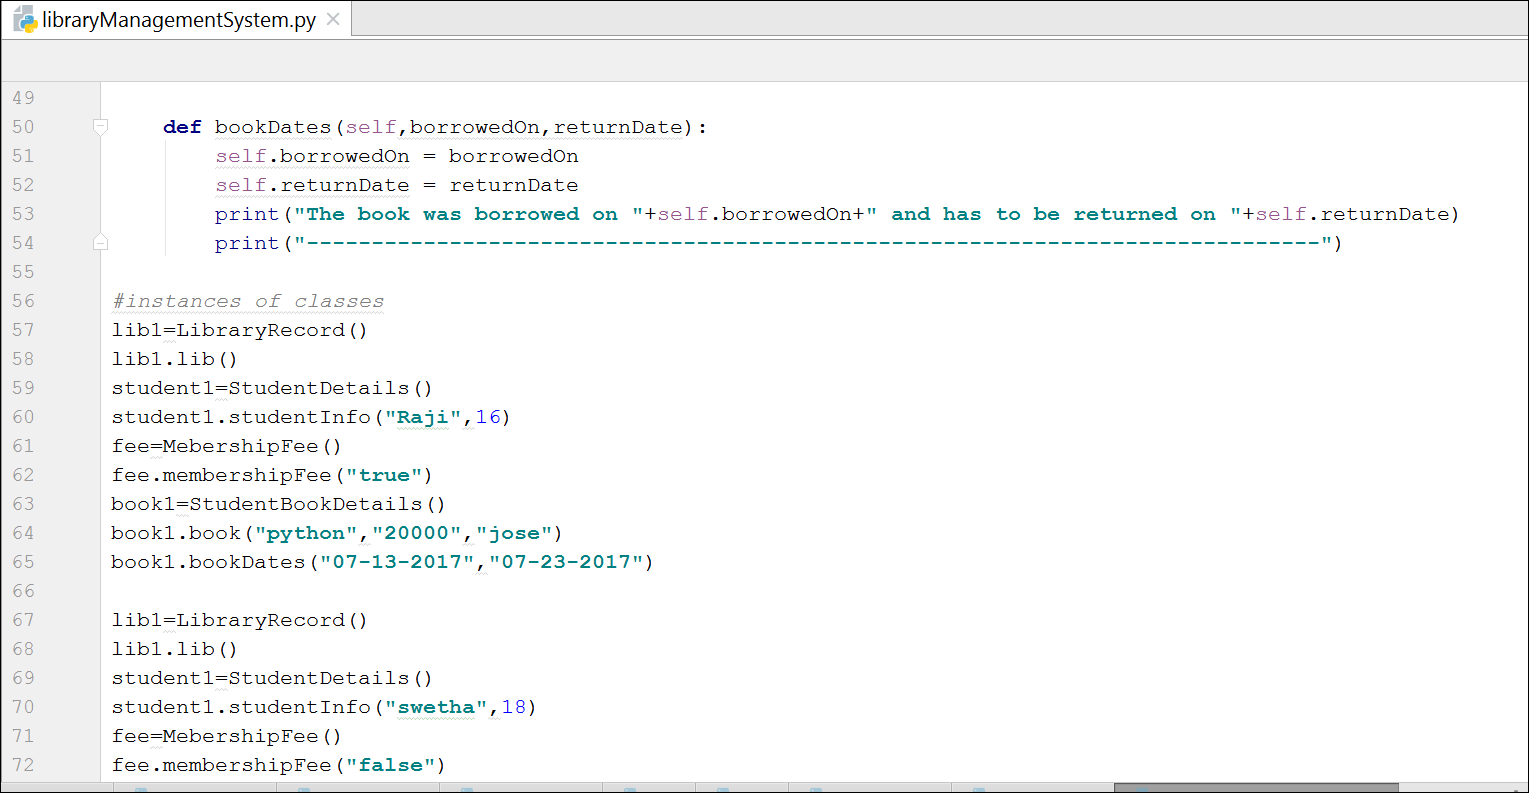 libraryManagementSystem.py
49
50 def bookDates(self,borrowedOn,returnDate):
51 self.borrowedOn = borrowedOn
52 self.returnDate = returnDate
53 print("The book was borrowed on "+self.borrowedOn+" and has to be returned on "+self.returnDate)
54 print("------------------------------------------------------------------------------")
55
56 #instances of classes
57 lib1=LibraryRecord()
58 lib1.lib()
59 student1=StudentDetails()
60 student1.studentInfo("Raji",16)
61 fee=MebershipFee()
62 fee.membershipFee("true")
63 book1=StudentBookDetails()
64 book1.book("python","20000","jose")
65 book1.bookDates("07-13-2017","07-23-2017")
66
67 lib1=LibraryRecord()
68 lib1.lib()
69 student1=StudentDetails()
70 student1.studentInfo("swetha",18)
71 fee=MebershipFee()
72 fee.membershipFee("false")